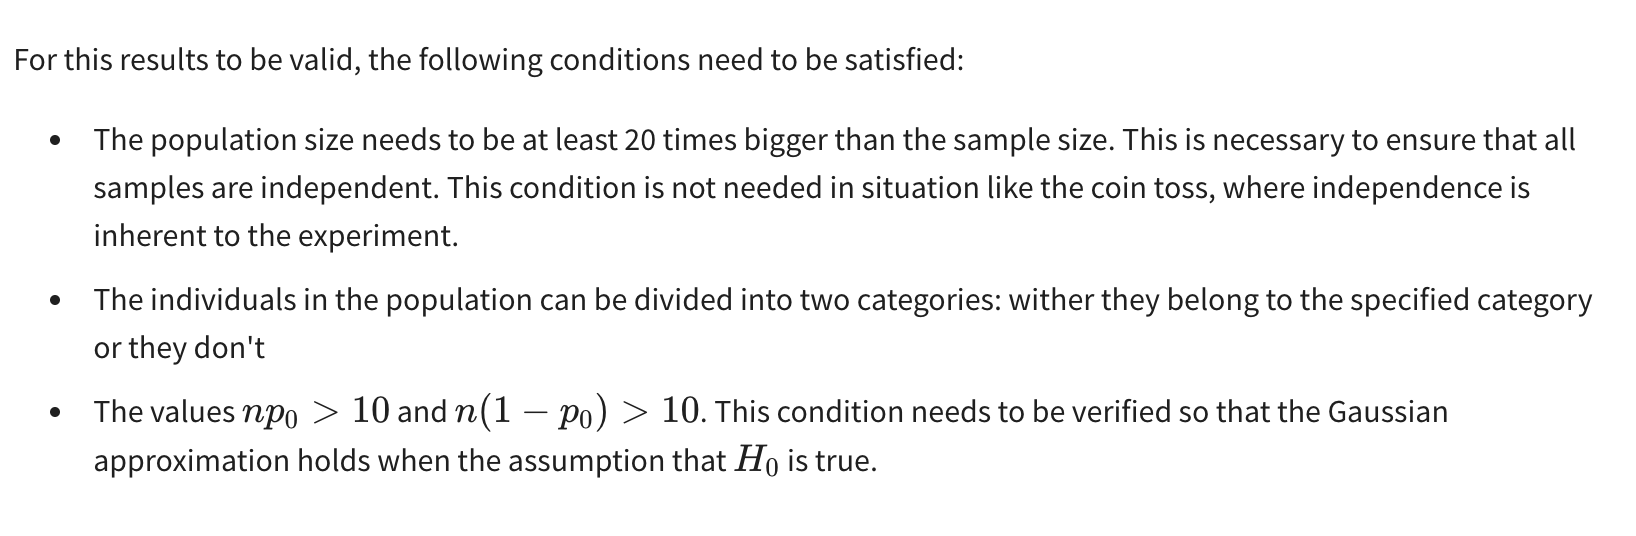 For this results to be valid, the following conditions need to be satisfied:
• The population size needs to be at least 20 times bigger than the sample size. This is necessary to ensure that all
samples are independent. This condition is not needed in situation like the coin toss, where independence is
inherent to the experiment.
• The individuals in the population can be divided into two categories: wither they belong to the specified category
or they don't
• The values np₀ > 10 and n(1 − p₀) > 10. This condition needs to be verified so that the Gaussian
approximation holds when the assumption that H₀ is true.